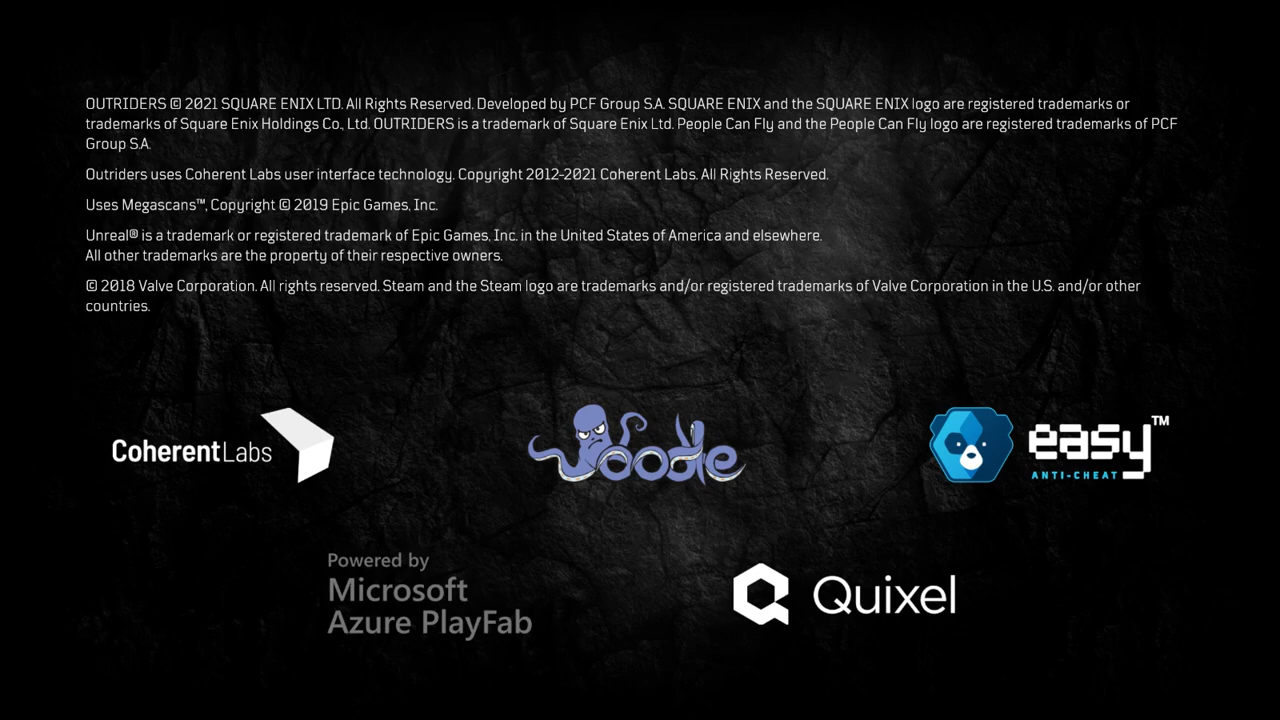 OUTRIDERS © 2021 SQUARE ENIX LTD. All Rights Reserved. Developed by PCF Group S.A. SQUARE ENIX and the SQUARE ENIX logo are registered trademarks or
trademarks of Square Enix Holdings Co., Ltd. OUTRIDERS is a trademark of Square Enix Ltd. People Can Fly and the People Can Fly logo are registered trademarks of PCF
Group S.A.
Outriders uses Coherent Labs user interface technology. Copyright 2012-2021 Coherent Labs. All Rights Reserved.
Uses Megascans™, Copyright © 2019 Epic Games, Inc.
Unreal® is a trademark or registered trademark of Epic Games, Inc. in the United States of America and elsewhere.
All other trademarks are the property of their respective owners.
© 2018 Valve Corporation. All rights reserved. Steam and the Steam logo are trademarks and/or registered trademarks of Valve Corporation in the U.S. and/or other
countries.
CoherentLabs
Oodle
easy™
ANTI-CHEAT
Powered by
Microsoft
Azure PlayFab
Quixel